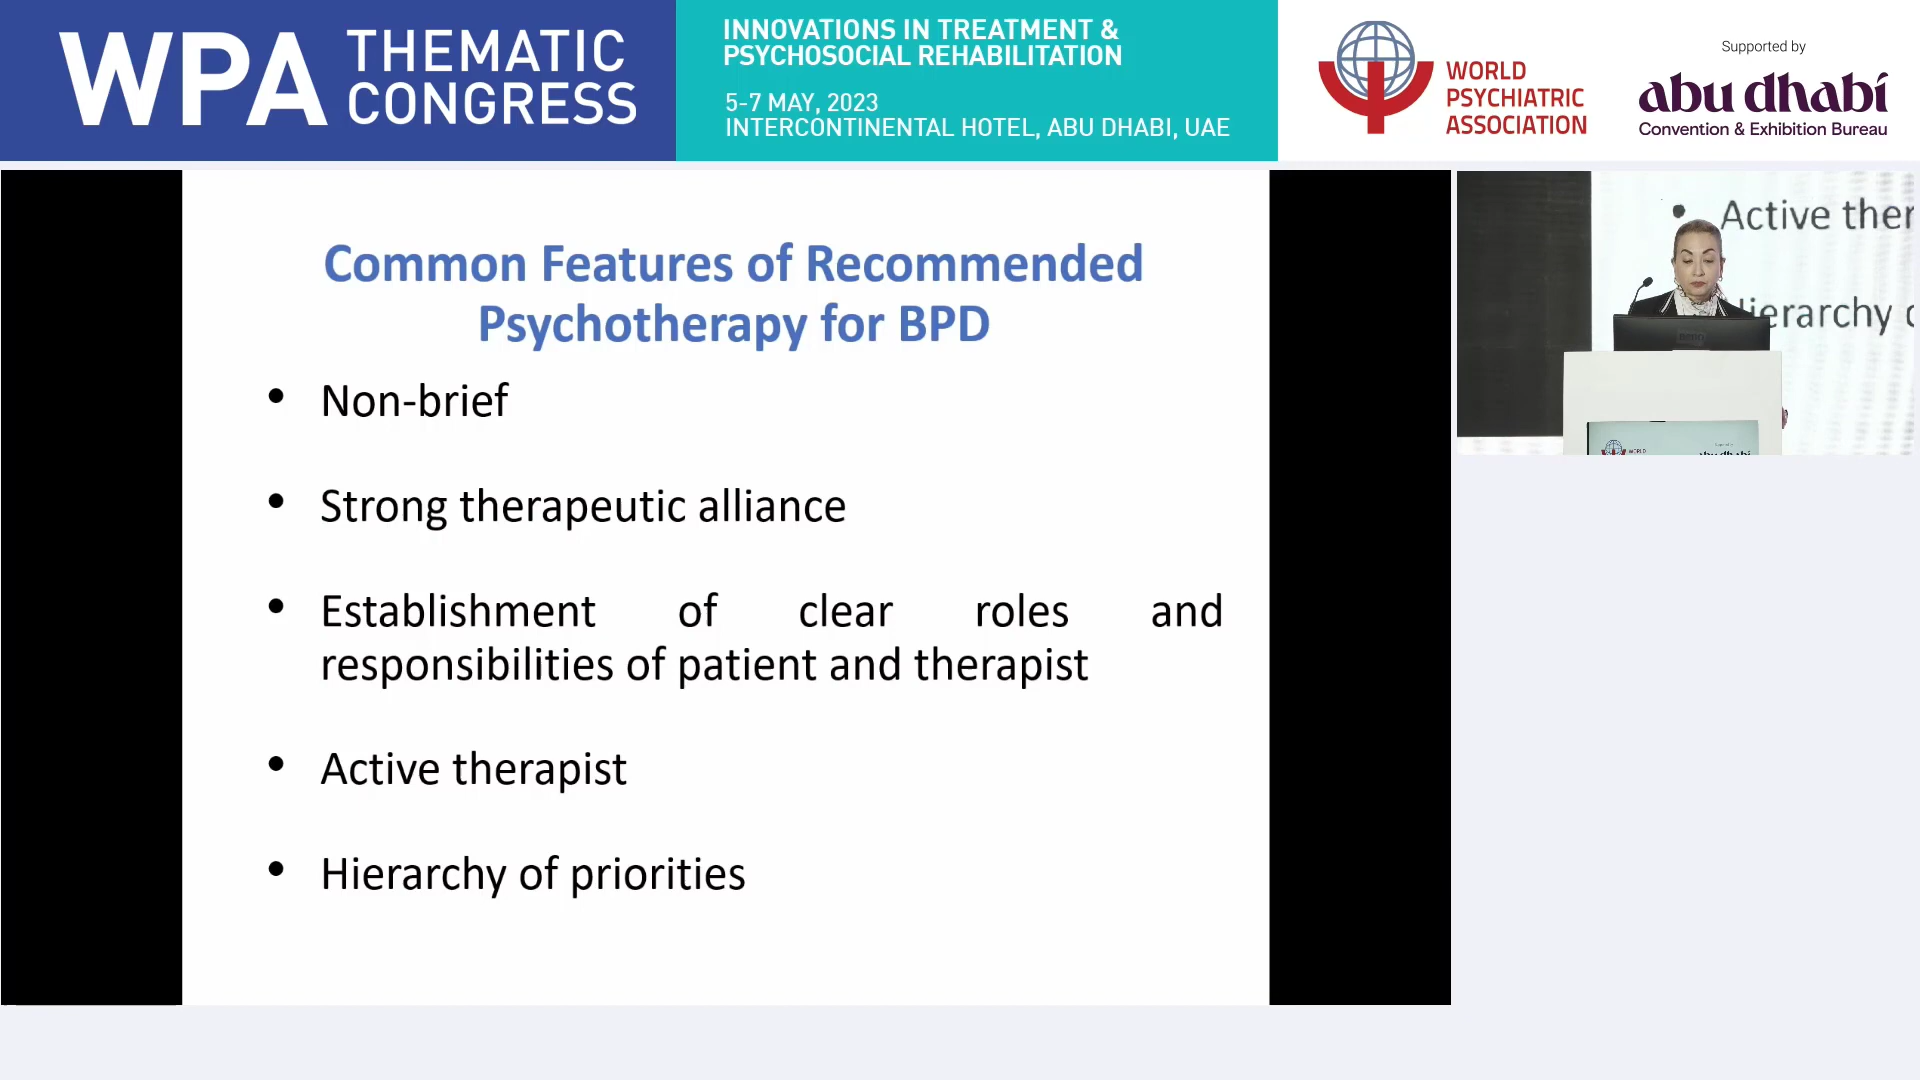 WPA THEMATIC
CONGRESS
INNOVATIONS IN TREATMENT &
PSYCHOSOCIAL REHABILITATION
5-7 MAY, 2023
INTERCONTINENTAL HOTEL, ABU DHABI, UAE
WORLD
PSYCHIATRIC
ASSOCIATION
Supported by
abu dhabi
Convention & Exhibition Bureau
Common Features of Recommended
Psychotherapy for BPD
• Non-brief
• Strong therapeutic alliance
• Establishment of clear roles and
responsibilities of patient and therapist
• Active therapist
• Hierarchy of priorities
• Active ther
ierarchy
WORLD
abu dhabi